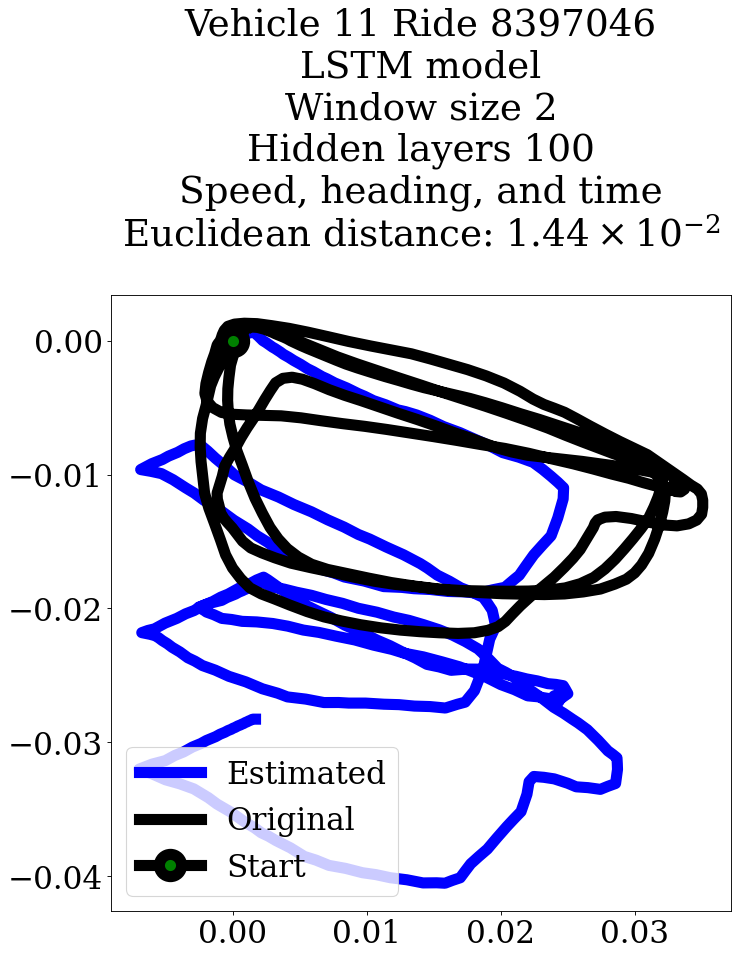 Vehicle 11 Ride 8397046
LSTM model
Window size 2
Hidden layers 100
Speed, heading, and time
Euclidean distance: 1.44 × 10⁻²
0.00
−0.01
−0.02
−0.03
−0.04
Estimated
Original
Start
0.00 0.01 0.02 0.03